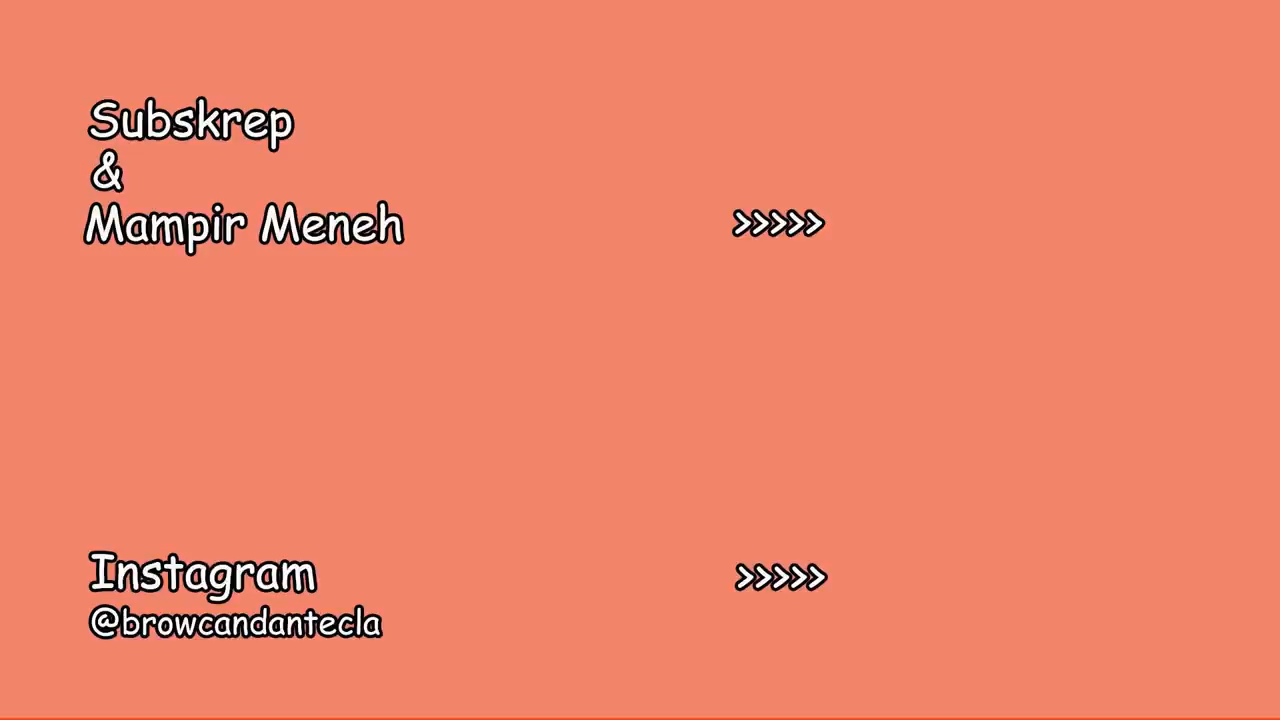 Subskrep
&
Mampir Meneh
>>>>>
Instagram
@browcandantecla
>>>>>